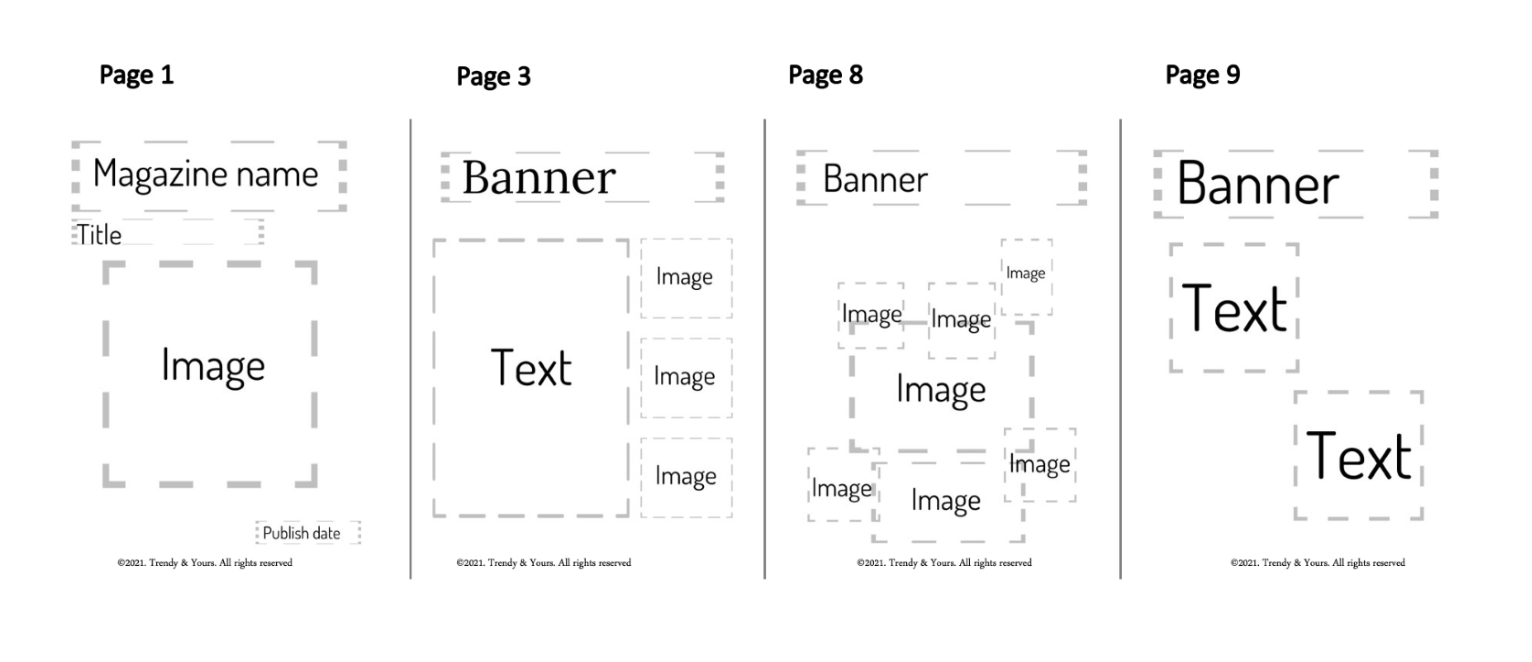 Page 1
Magazine name
Title
Image
Publish date
©2021. Trendy & Yours. All rights reserved
Page 3
Banner
Text
Image
Image
Image
©2021. Trendy & Yours. All rights reserved
Page 8
Banner
Image
Image
Image
Image
Image
Image
Image
©2021. Trendy & Yours. All rights reserved
Page 9
Banner
Text
Text
©2021. Trendy & Yours. All rights reserved